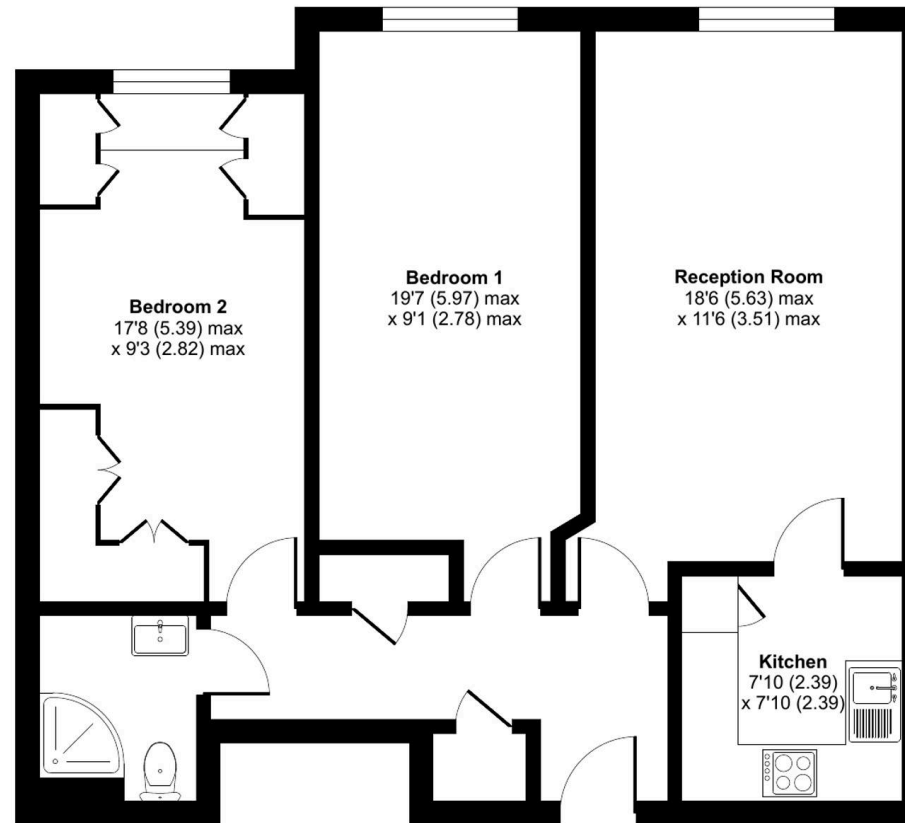 Bedroom 1
19'7 (5.97) max
x 9'1 (2.78) max
Reception Room
18'6 (5.63) max
x 11'6 (3.51) max
Bedroom 2
17'8 (5.39) max
x 9'3 (2.82) max
Kitchen
7'10 (2.39)
x 7'10 (2.39)